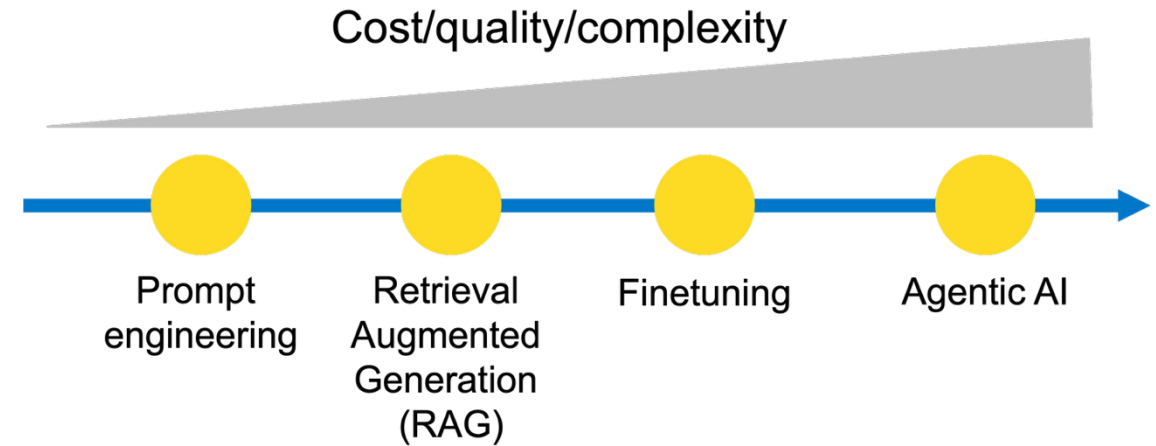 Cost/quality/complexity
Prompt
engineering
Retrieval
Augmented
Generation
(RAG)
Finetuning
Agentic AI